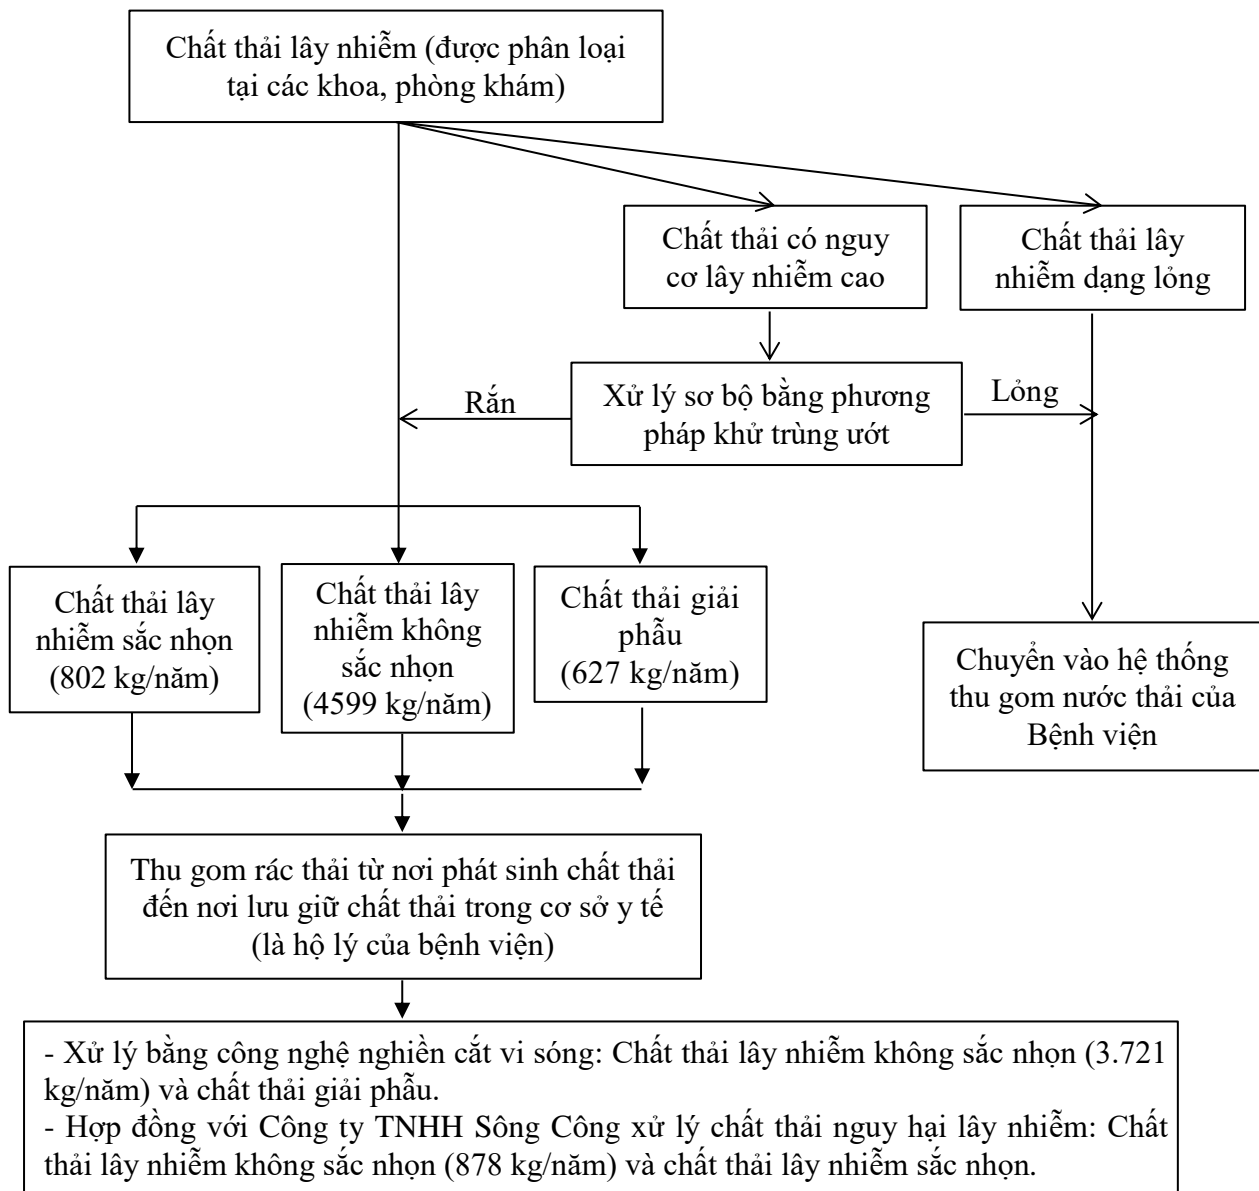 Chất thải lây nhiễm (được phân loại
tại các khoa, phòng khám)
Chất thải có nguy
cơ lây nhiễm cao
Chất thải lây
nhiễm dạng lỏng
Rắn
Xử lý sơ bộ bằng phương
pháp khử trùng ướt
Lỏng
Chất thải lây
nhiễm sắc nhọn
(802 kg/năm)
Chất thải lây
nhiễm không
sắc nhọn
(4599 kg/năm)
Chất thải giải
phẫu
(627 kg/năm)
Chuyển vào hệ thống
thu gom nước thải của
Bệnh viện
Thu gom rác thải từ nơi phát sinh chất thải
đến nơi lưu giữ chất thải trong cơ sở y tế
(là hộ lý của bệnh viện)
- Xử lý bằng công nghệ nghiền cắt vi sóng: Chất thải lây nhiễm không sắc nhọn (3.721
kg/năm) và chất thải giải phẫu.
- Hợp đồng với Công ty TNHH Sông Công xử lý chất thải nguy hại lây nhiễm: Chất
thải lây nhiễm không sắc nhọn (878 kg/năm) và chất thải lây nhiễm sắc nhọn.